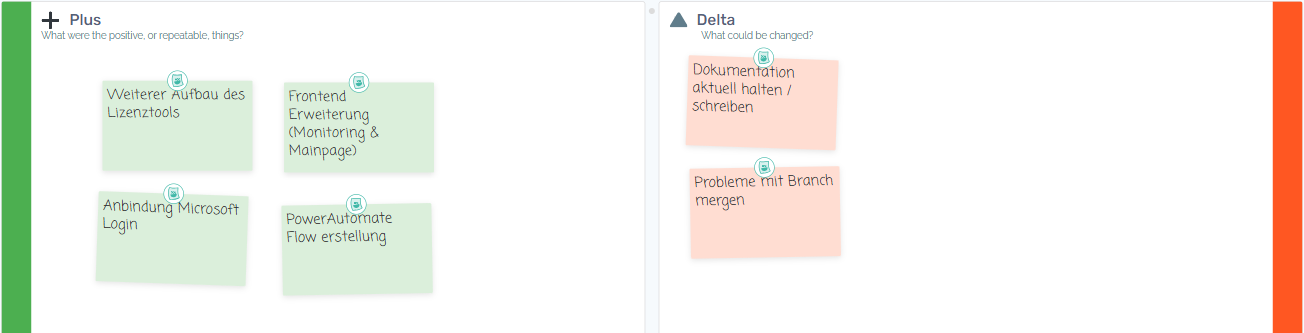 Plus
What were the positive, or repeatable, things?
Weiterer Aufbau des
Lizenztools
Frontend
Erweiterung
(Monitoring &
Mainpage)
Anbindung Microsoft
Login
PowerAutomate
Flow erstellung
Delta
What could be changed?
Dokumentation
aktuell halten /
schreiben
Probleme mit Branch
mergen